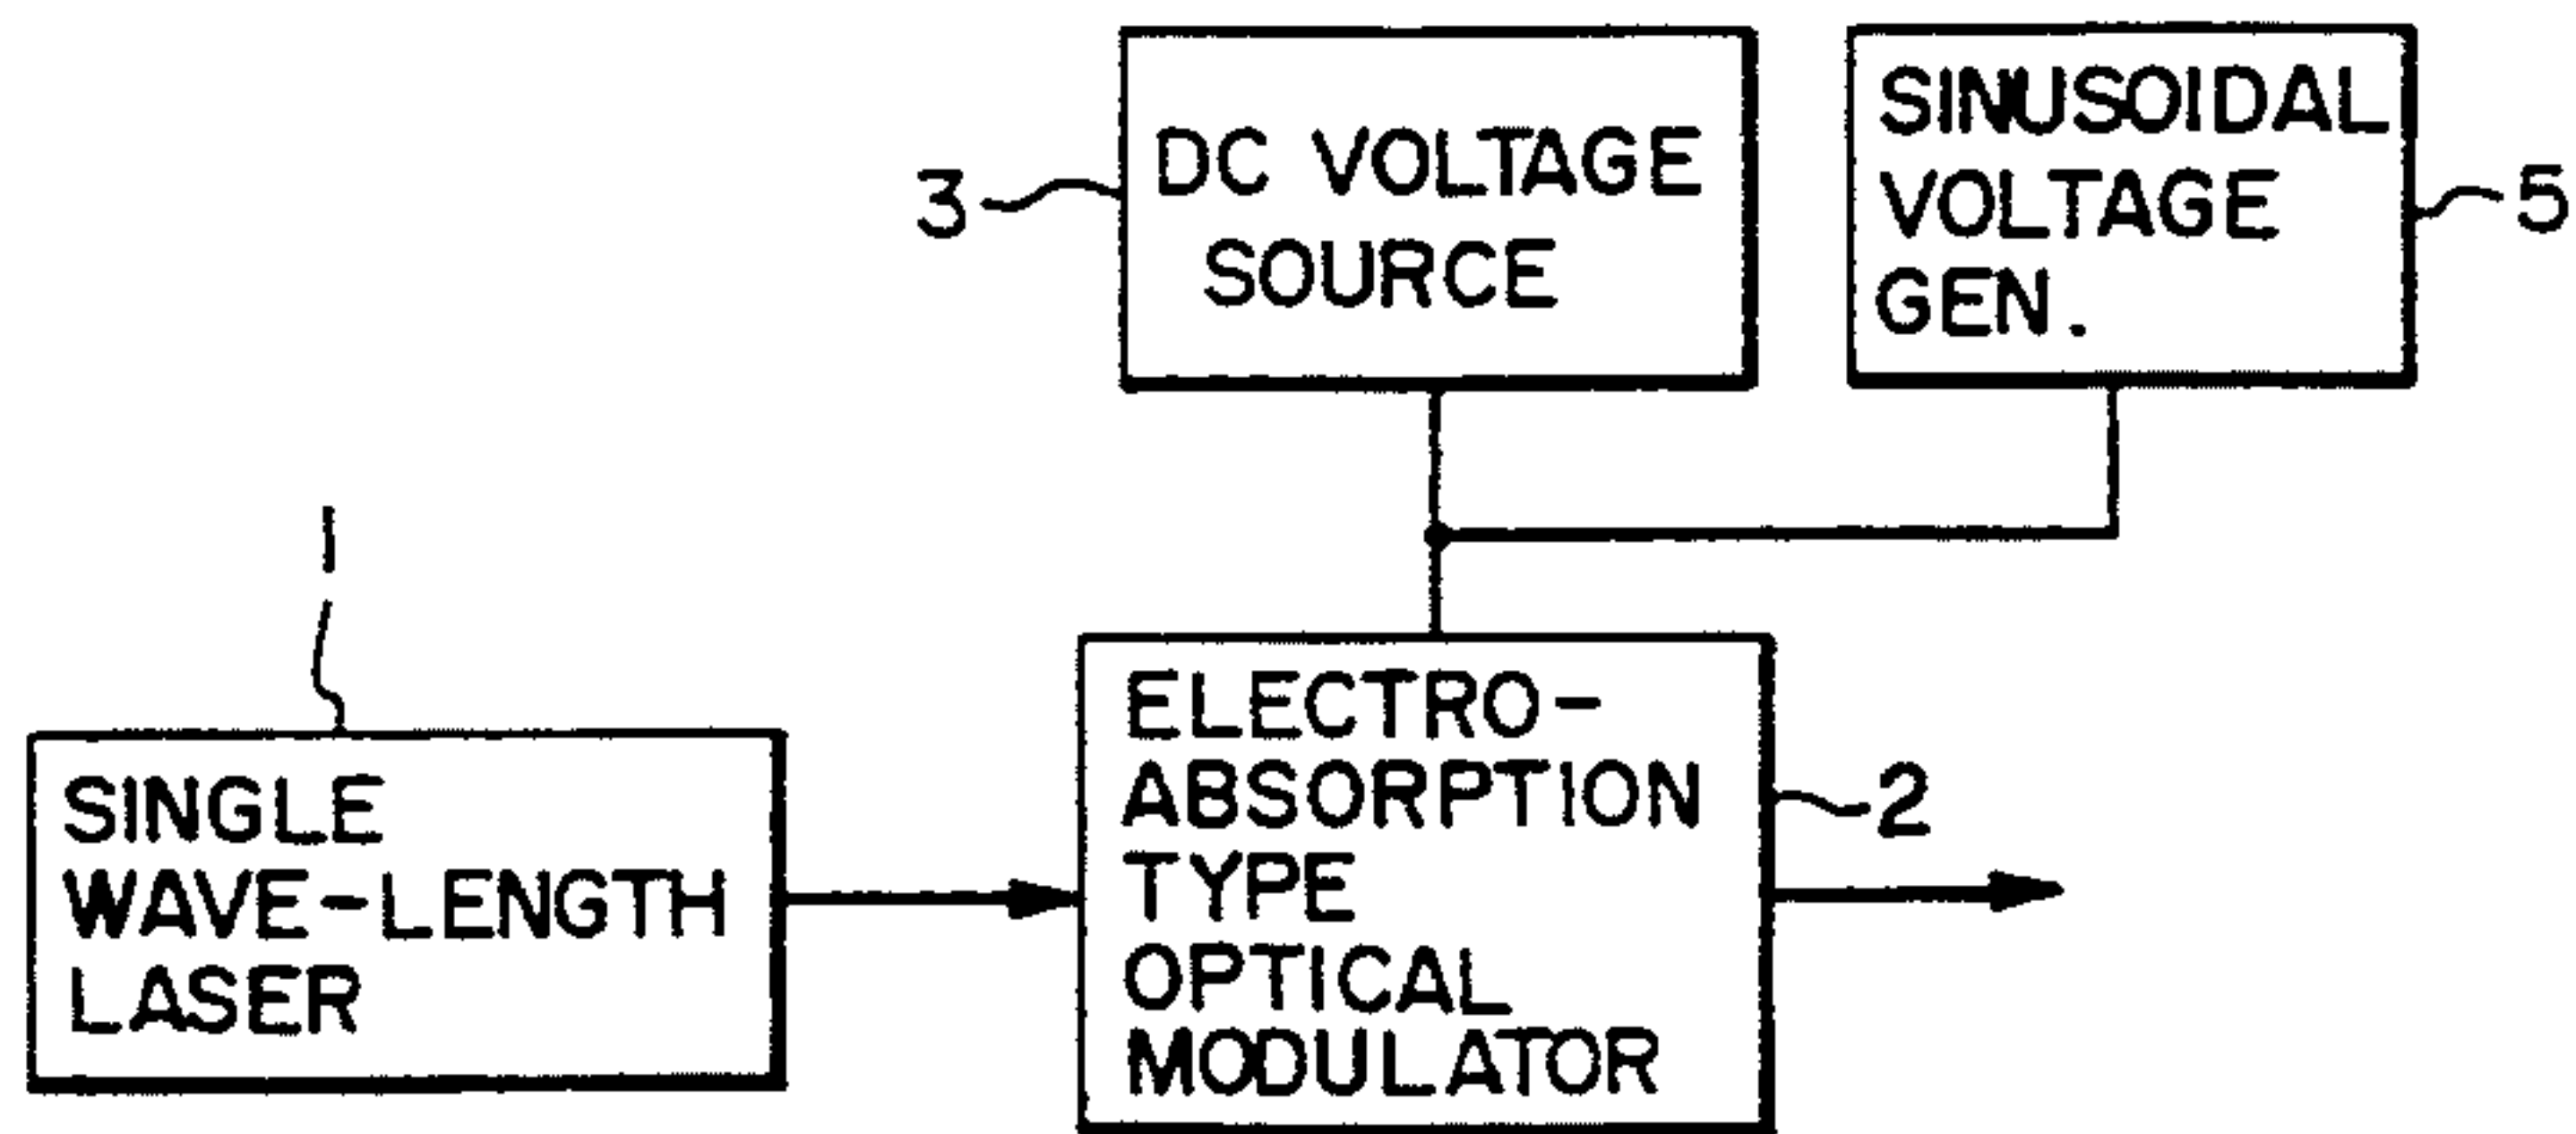 DC VOLTAGE
SOURCE
3
SINUSOIDAL
VOLTAGE
GEN.
5
1
SINGLE
WAVE-LENGTH
LASER
ELECTRO-
ABSORPTION
TYPE
OPTICAL
MODULATOR
2